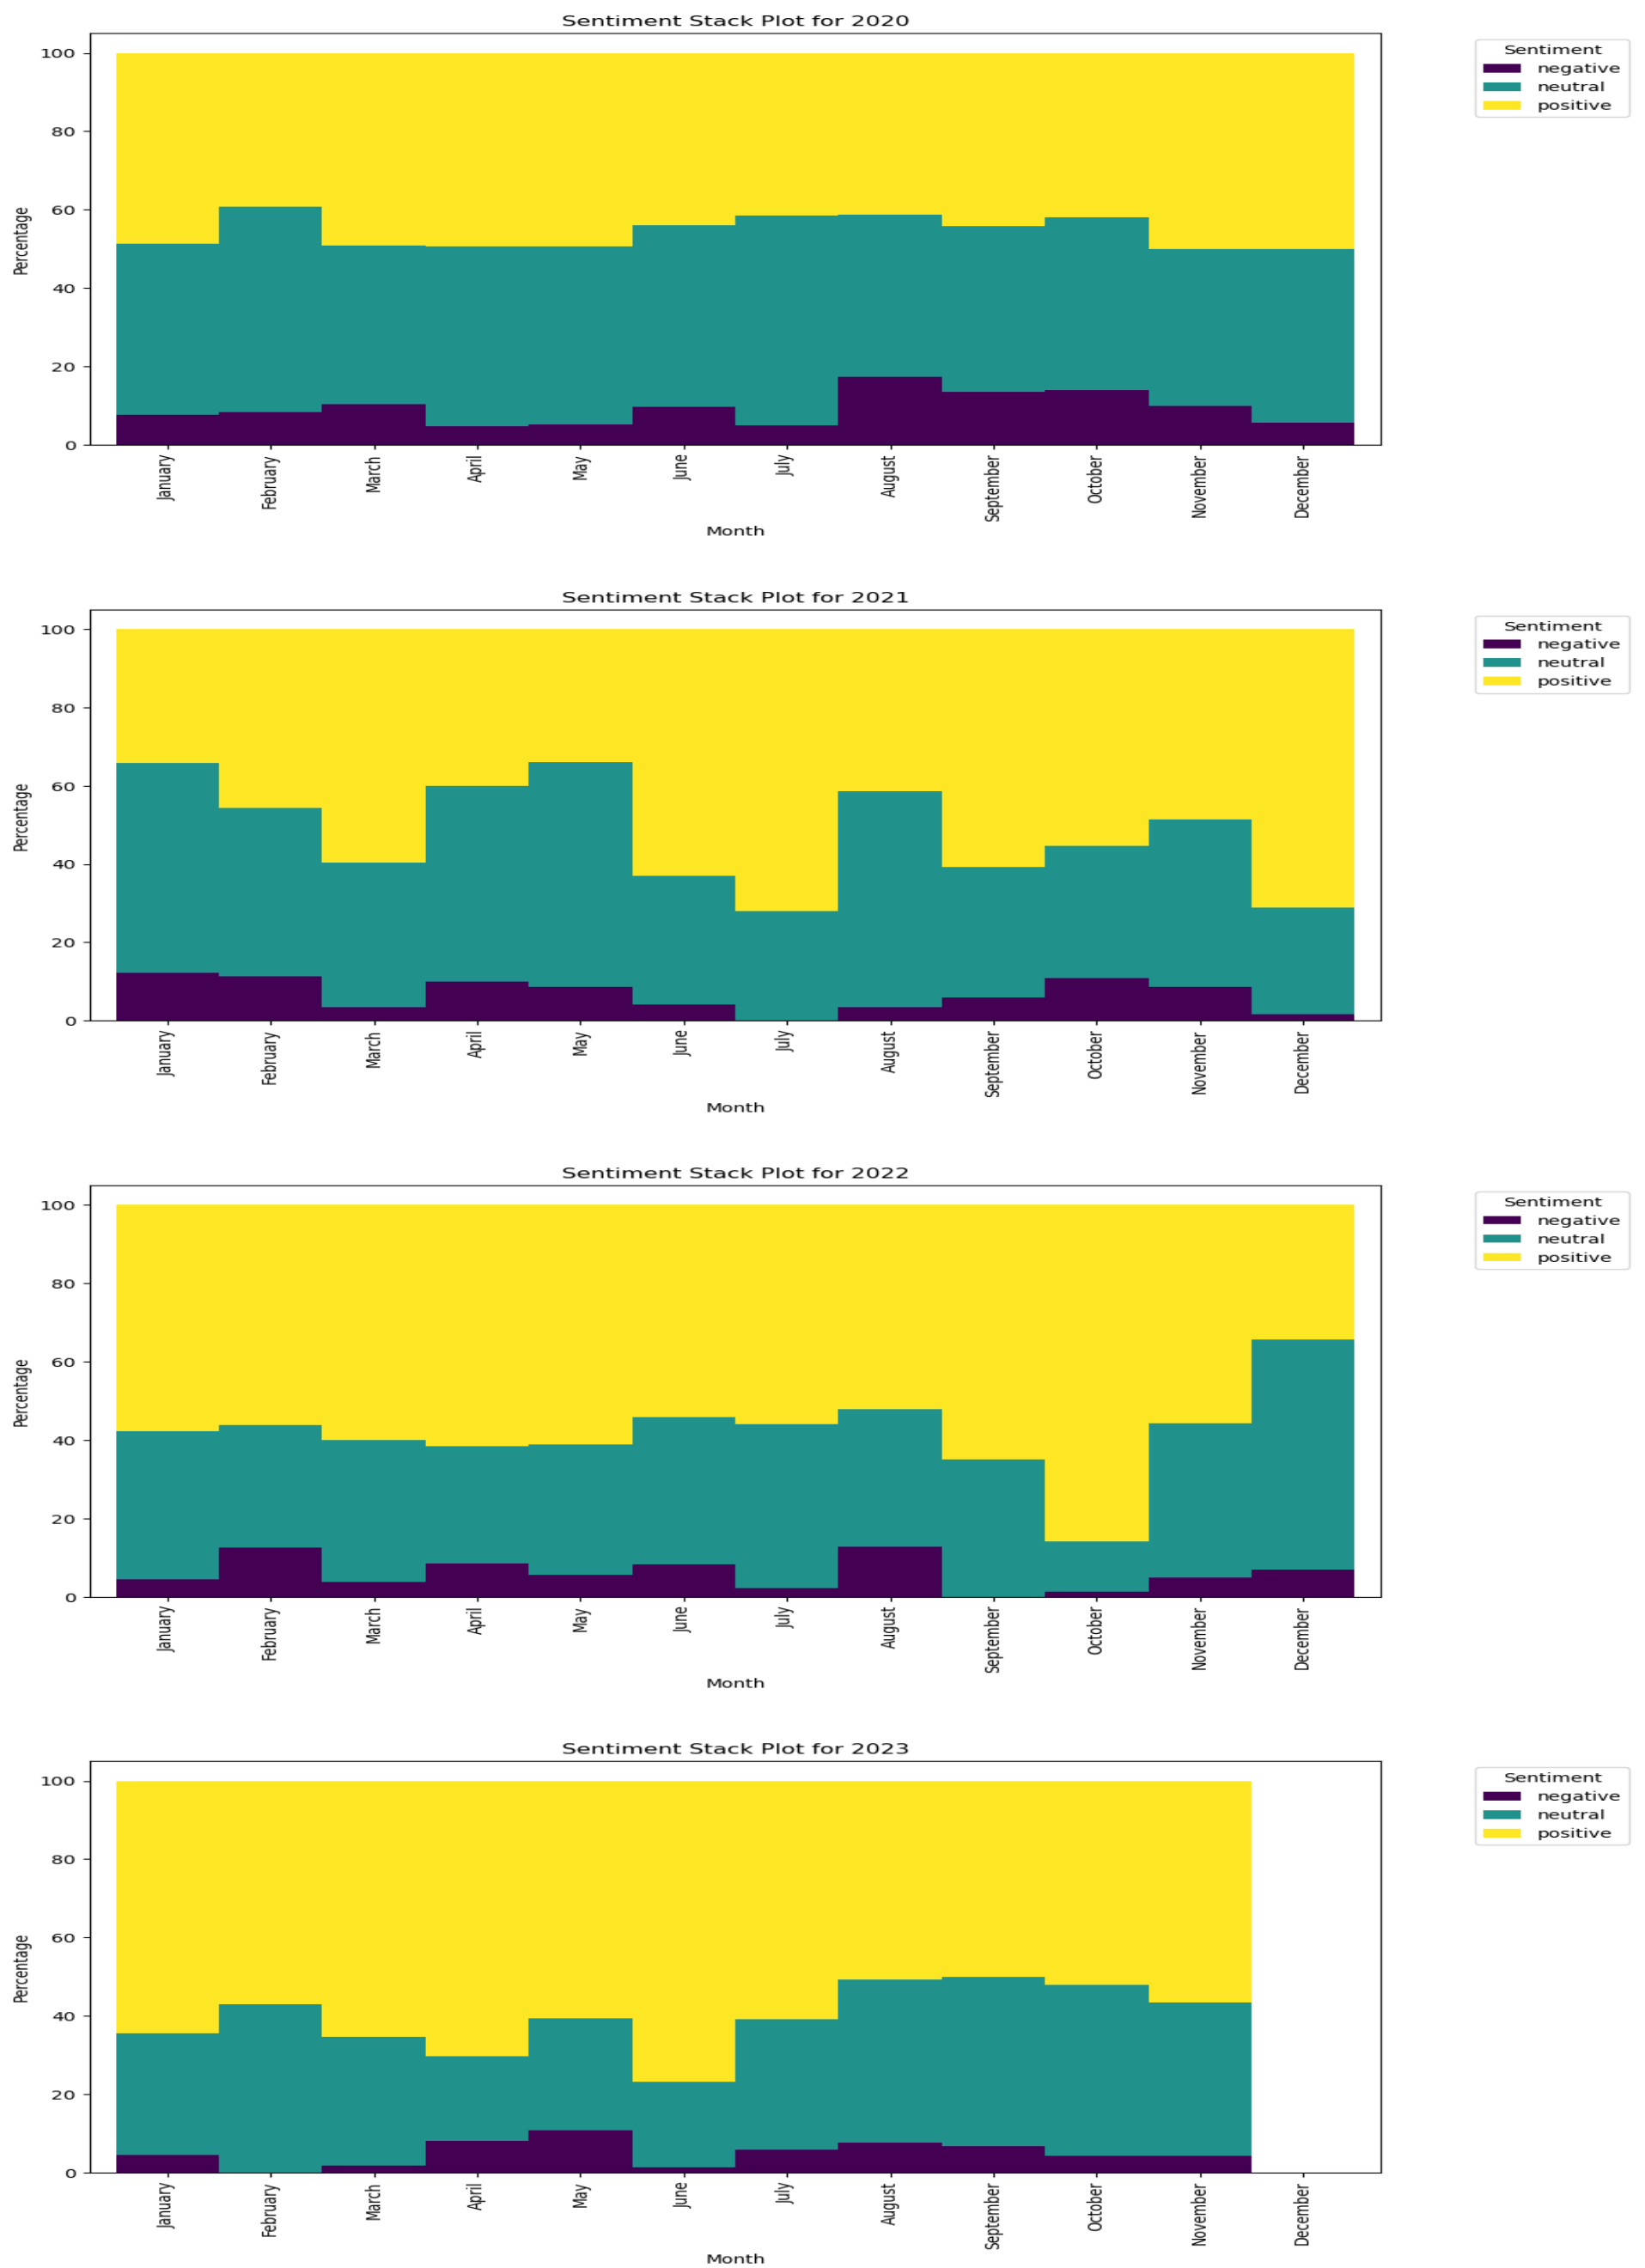 Sentiment Stack Plot for 2020
100
80
60
40
20
0
Percentage
January
February
March
April
May
June
July
August
September
October
November
December
Month
Sentiment
negative
neutral
positive
Sentiment Stack Plot for 2021
100
80
60
40
20
0
Percentage
January
February
March
April
May
June
July
August
September
October
November
December
Month
Sentiment
negative
neutral
positive
Sentiment Stack Plot for 2022
100
80
60
40
20
0
Percentage
January
February
March
April
May
June
July
August
September
October
November
December
Month
Sentiment
negative
neutral
positive
Sentiment Stack Plot for 2023
100
80
60
40
20
0
Percentage
January
February
March
April
May
June
July
August
September
October
November
December
Month
Sentiment
negative
neutral
positive